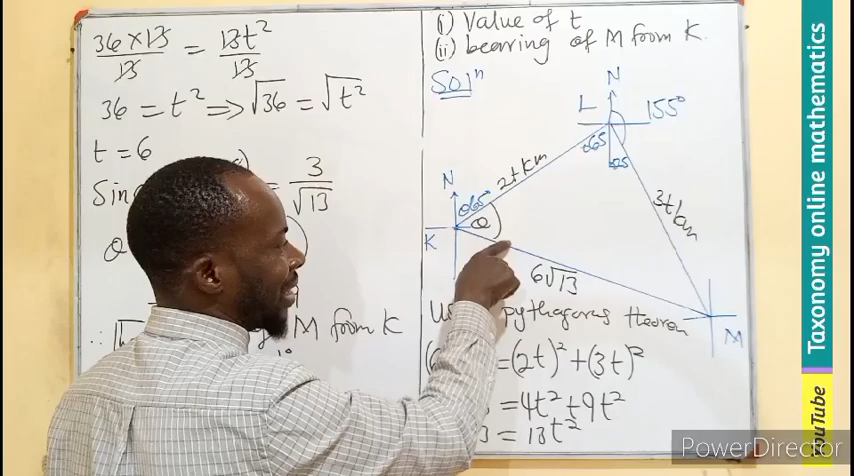 36 × 13 = 13t²
13 13
36 = t² => √36 = √t²
t = 6
Sin = 3
√13
θ
∴ M from K
(i) Value of t
(ii) bearing of M from K.
Solⁿ
N
L 155°
065 025
2t km
N
065°
θ
K
3t km
6√13
M
pythagoras theorem
= (2t)² + (3t)²
= 4t² + 9t²
3 = 13t²
Taxonomy online mathematics
YouTube
PowerDirector